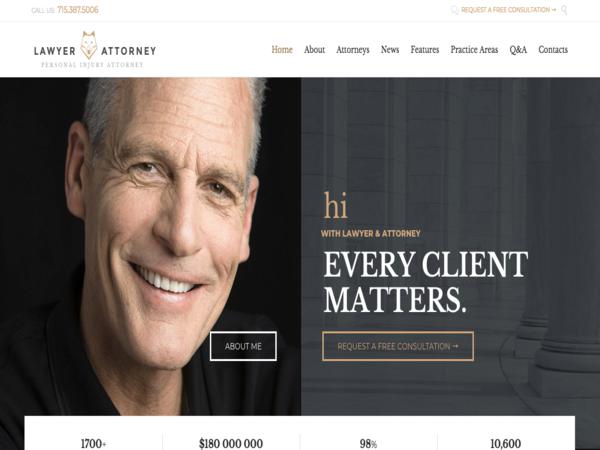 CALL US: 715.387.5006
REQUEST A FREE CONSULTATION →
LAWYER ATTORNEY
PERSONAL INJURY ATTORNEY
Home About Attorneys News Features Practice Areas Q&A Contacts
hi
WITH LAWYER & ATTORNEY
EVERY CLIENT
MATTERS.
ABOUT ME
REQUEST A FREE CONSULTATION →
1700+ $180 000 000 98% 10,600